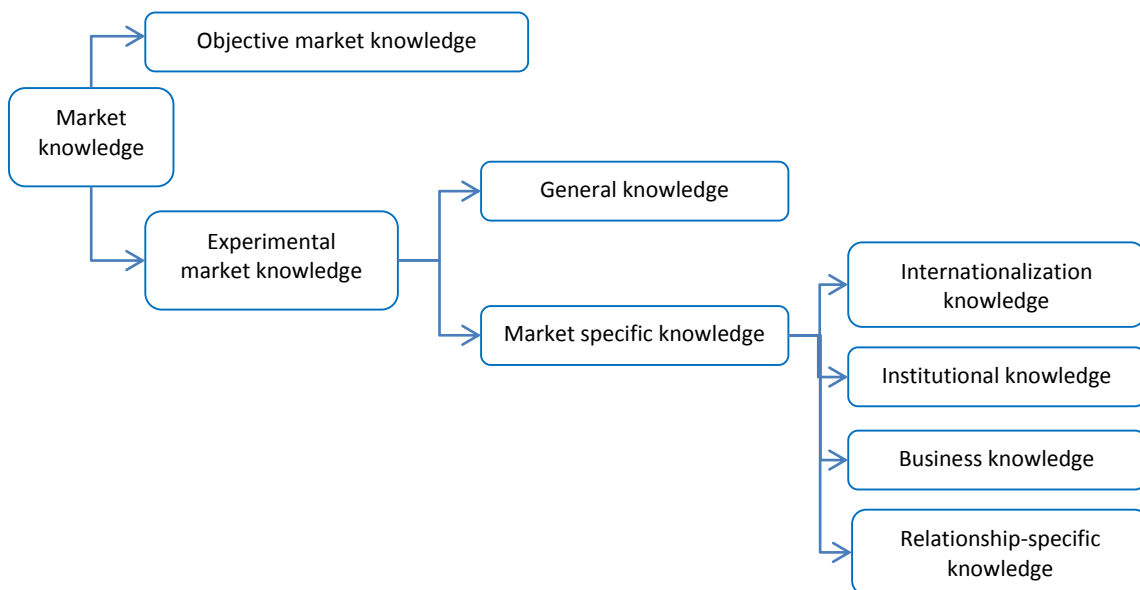 Objective market knowledge
Market
knowledge
General knowledge
Experimental
market knowledge
Internationalization
knowledge
Market specific knowledge
Institutional knowledge
Business knowledge
Relationship-specific
knowledge